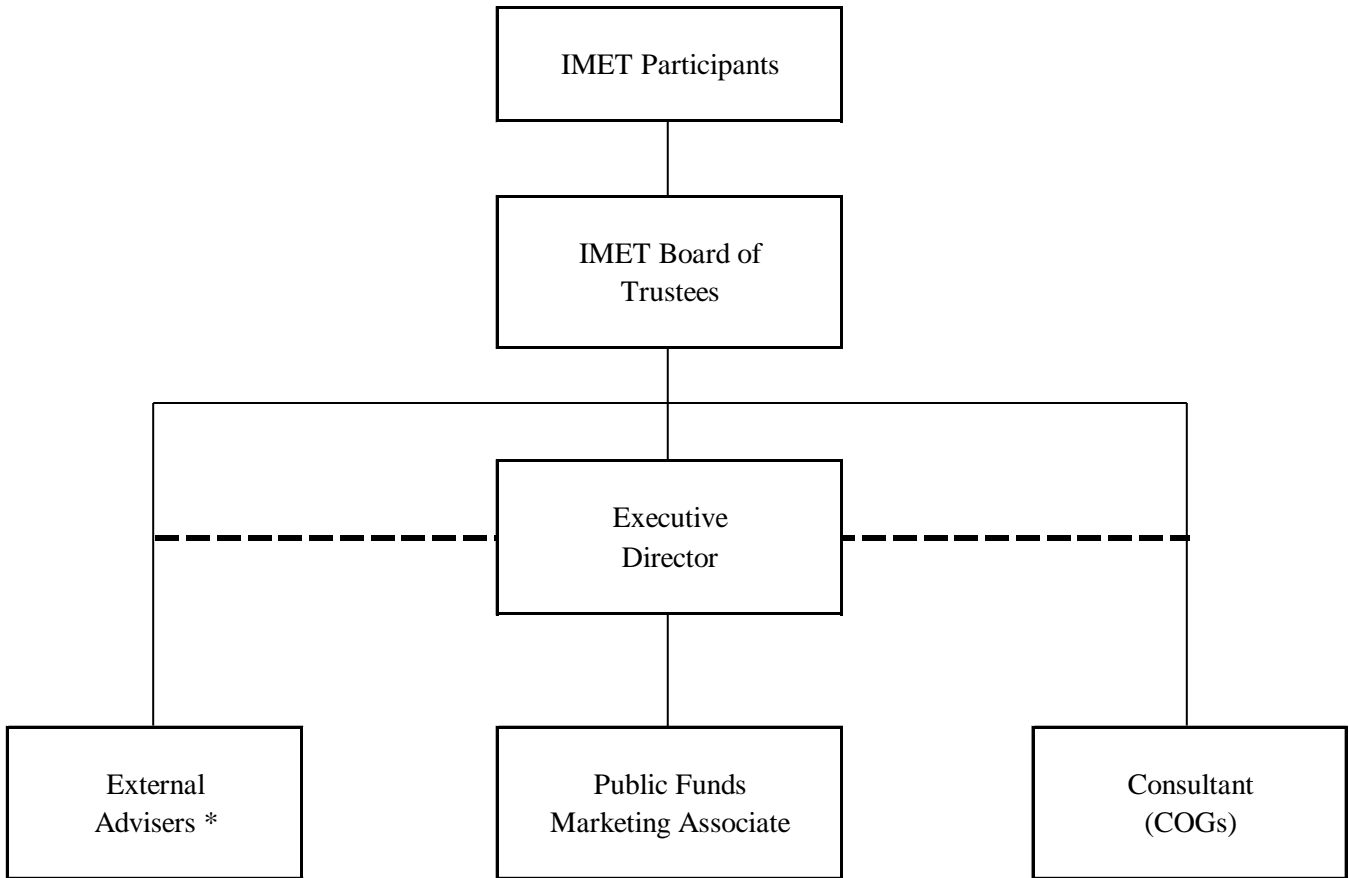 IMET Participants
IMET Board of
Trustees
Executive
Director
External
Advisers *
Public Funds
Marketing Associate
Consultant
(COGs)